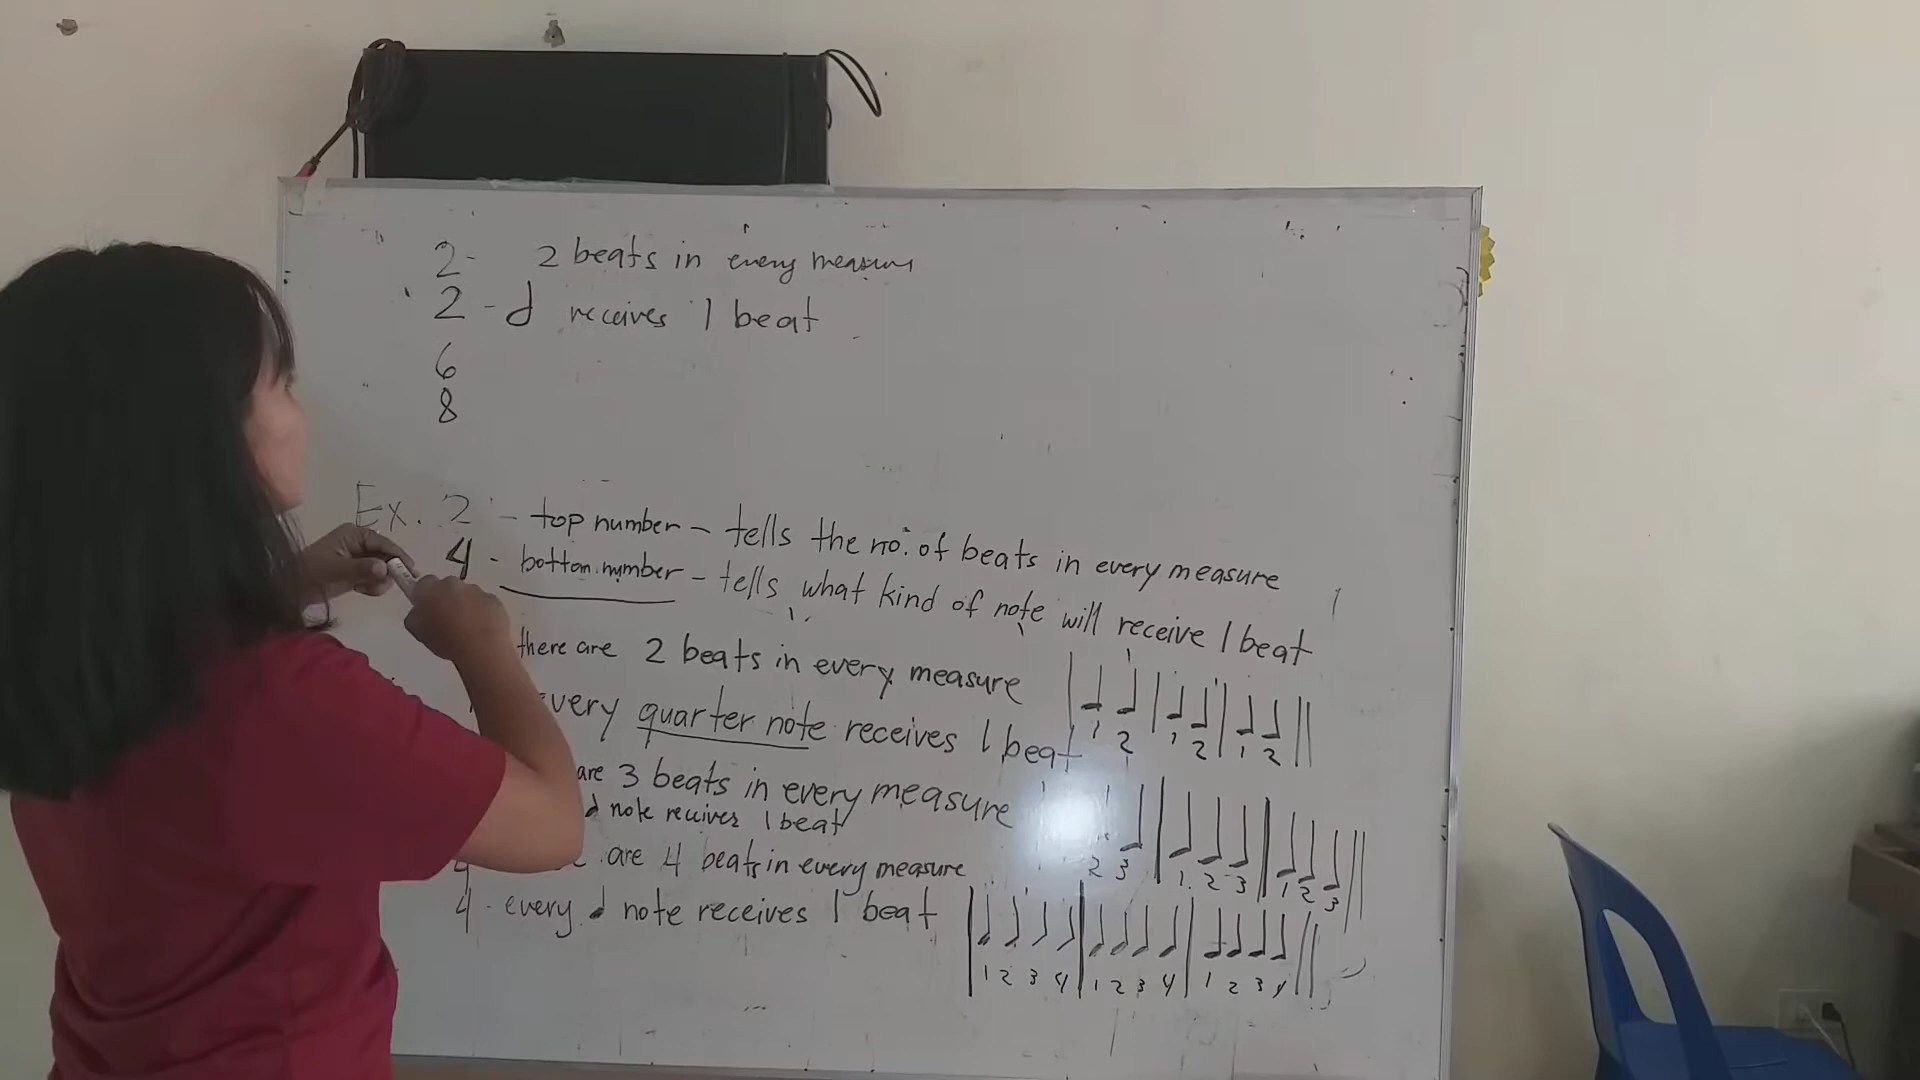 2- 2 beats in every measure
2 - d receives 1 beat
6
8
Ex. 2 - top number - tells the no. of beats in every measure
4 - bottom number - tells what kind of note will receive 1 beat
there are 2 beats in every measure
very quarter note receives 1 beat
1 2 1 2 1 2
are 3 beats in every measure
note receives 1 beat
2 3 1 2 3 1 2 3
are 4 beats in every measure
4 - every ♩ note receives 1 beat
1 2 3 4 1 2 3 4 1 2 3 4